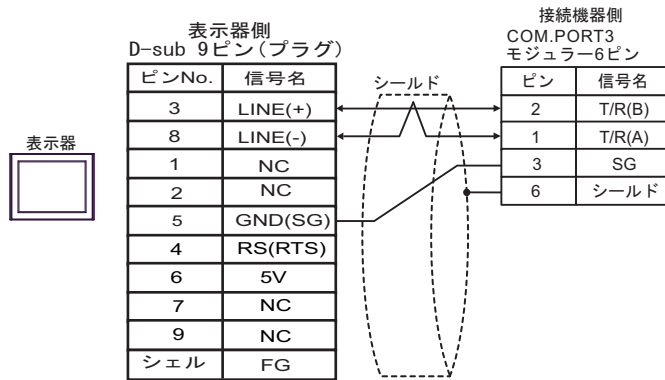 表示器側
D-sub 9ピン(プラグ)
ピンNo. 信号名
3 LINE(+)
8 LINE(-)
1 NC
2 NC
5 GND(SG)
4 RS(RTS)
6 5V
7 NC
9 NC
シェル FG
表示器
シールド
接続機器側
COM.PORT3
モジュラー6ピン
ピン 信号名
2 T/R(B)
1 T/R(A)
3 SG
6 シールド